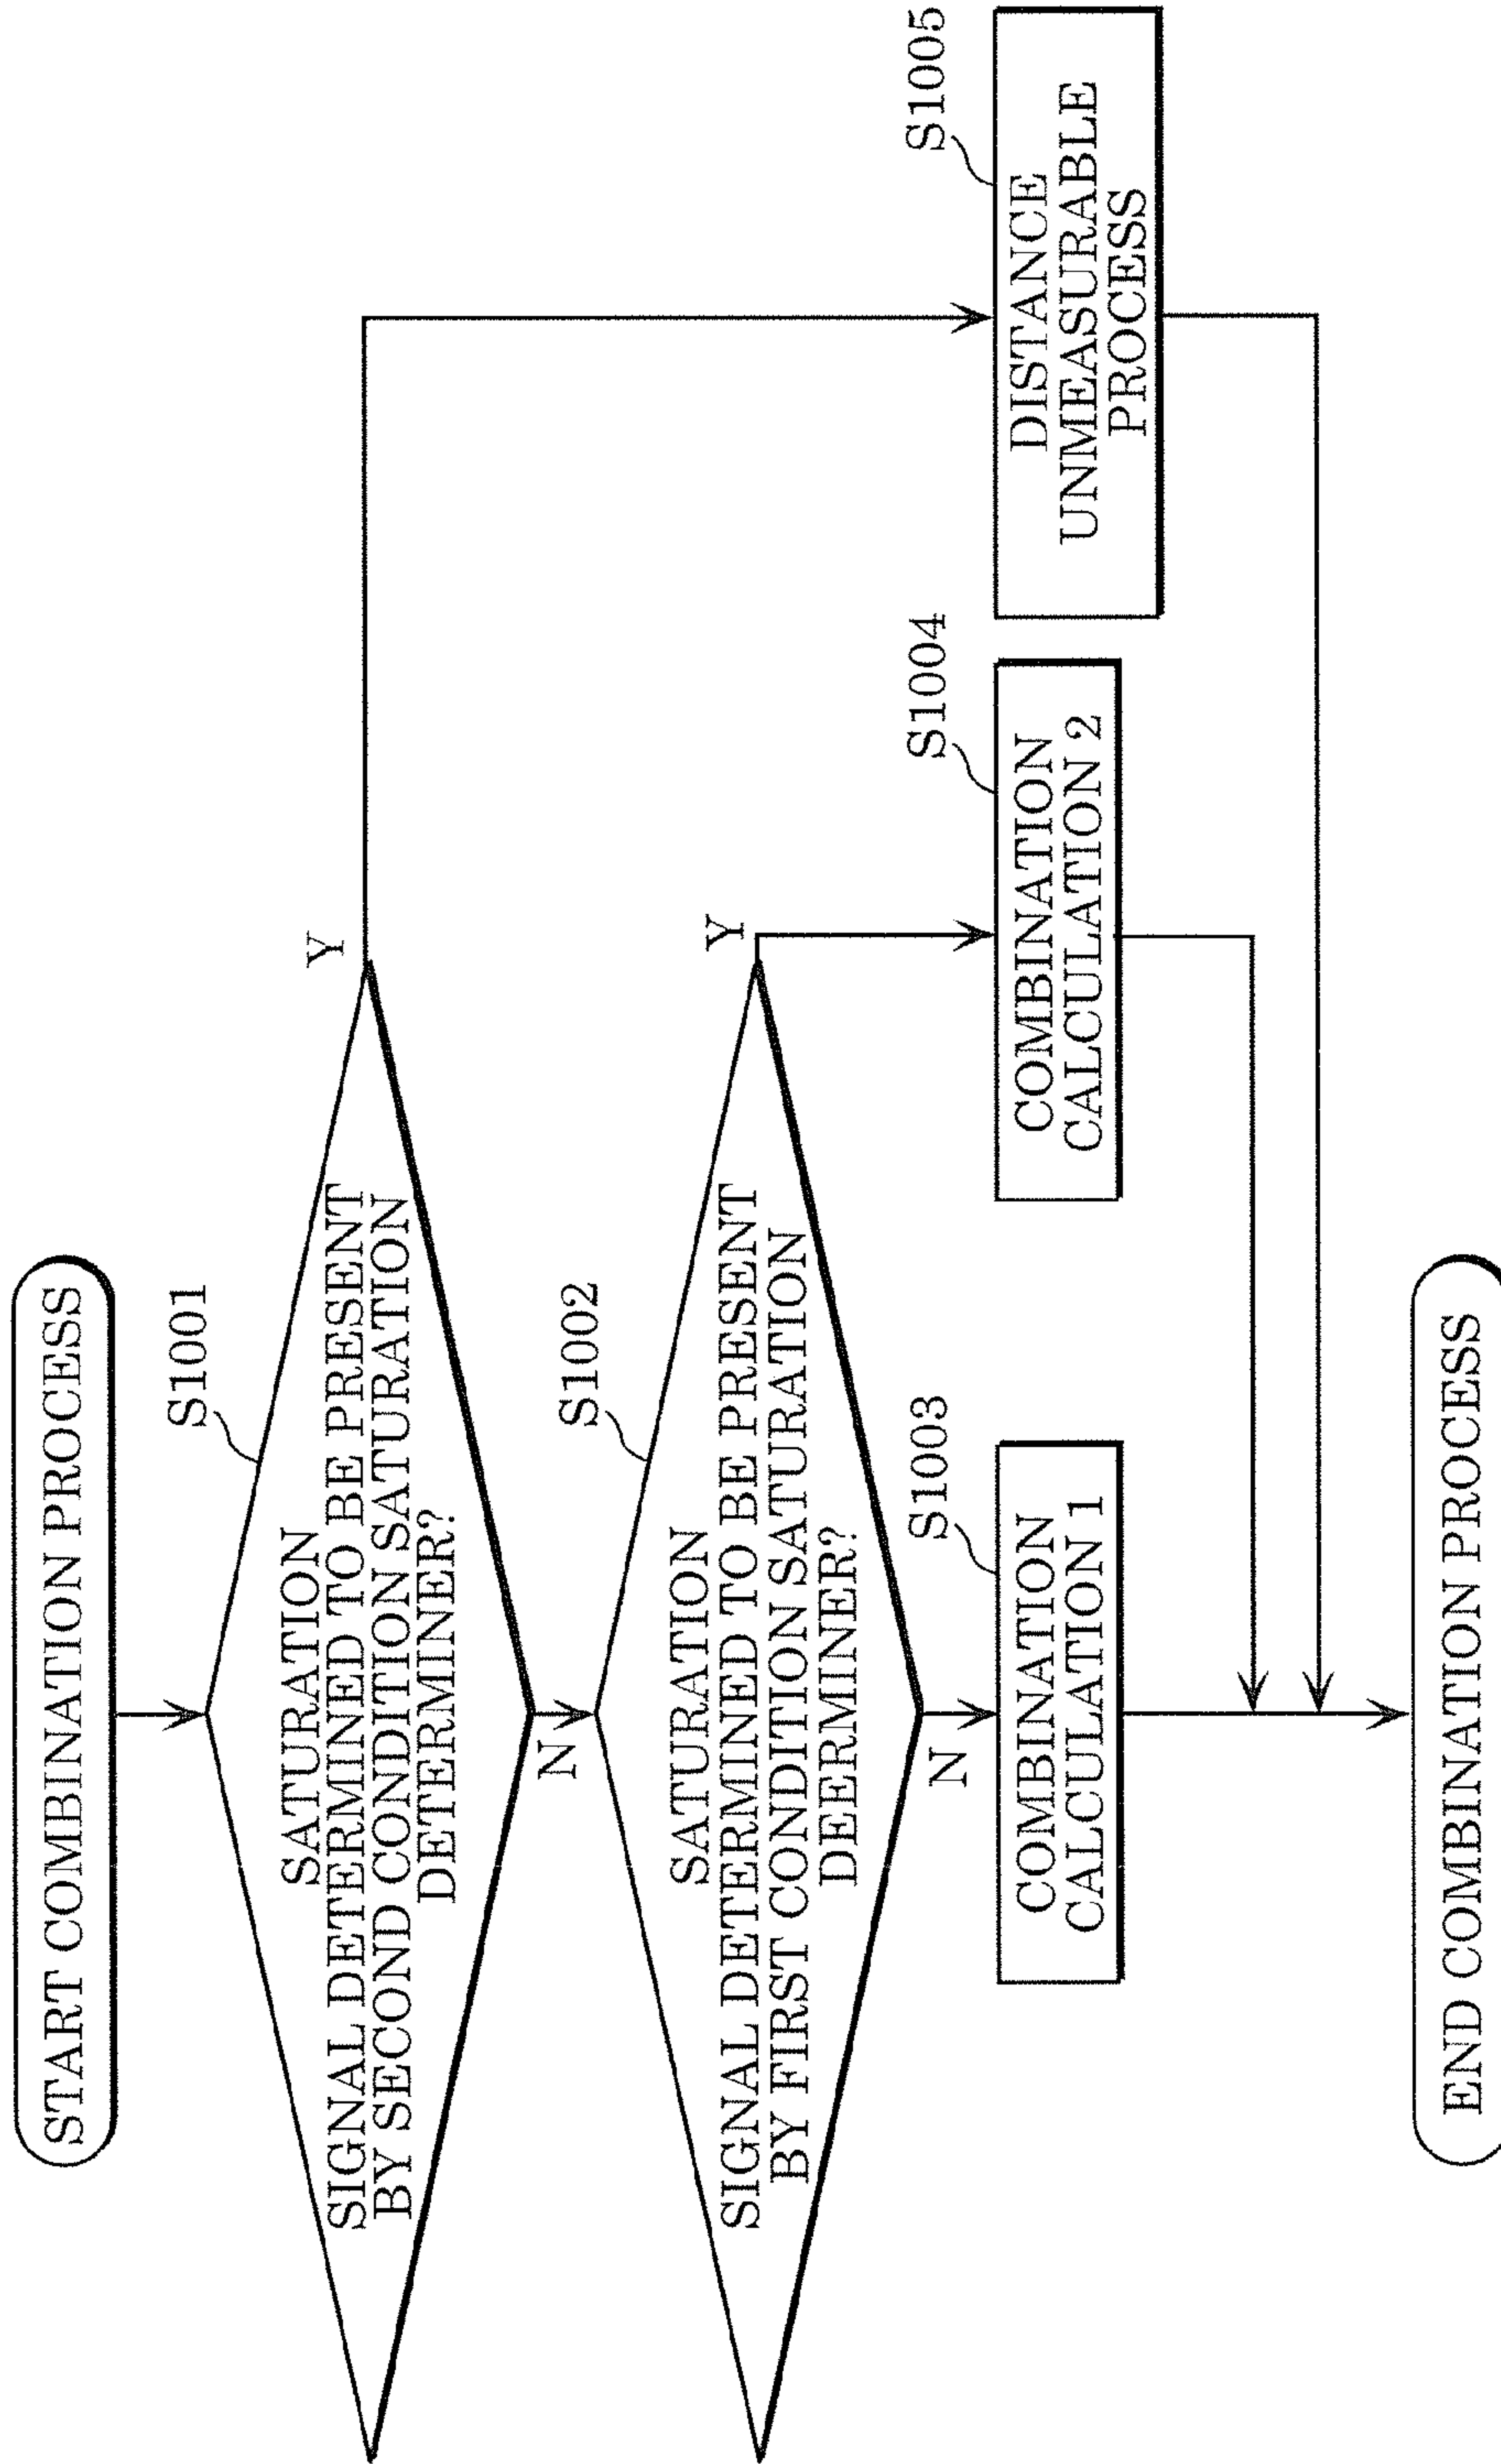 START COMBINATION PROCESS
S1001
SATURATION
SIGNAL DETERMINED TO BE PRESENT
BY SECOND CONDITION SATURATION
DETERMINER?
Y
N
S1002
SATURATION
SIGNAL DETERMINED TO BE PRESENT
BY FIRST CONDITION SATURATION
DEERMINER?
Y
N
S1003
COMBINATION
CALCULATION 1
S1004
COMBINATION
CALCULATION 2
S1005
DISTANCE
UNMEASURABLE
PROCESS
END COMBINATION PROCESS